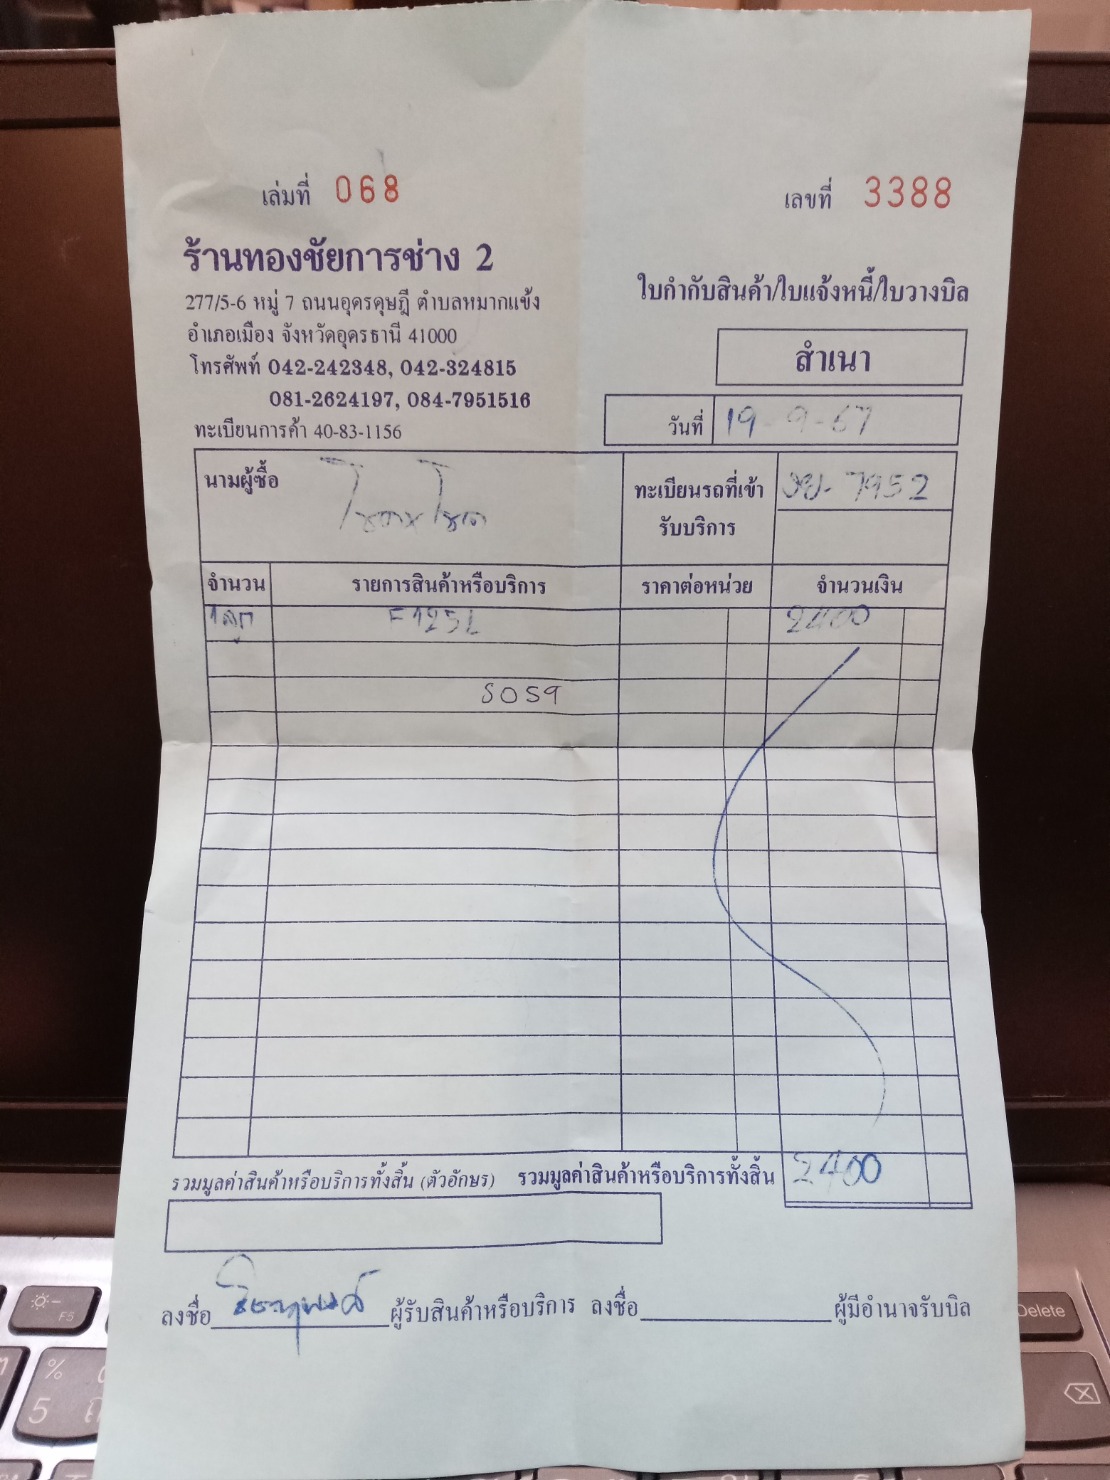 เล่มที่ 068
เลขที่ 3388
ร้านทองชัยการช่าง 2
277/5-6 หมู่ 7 ถนนอุดรดุษฎี ตำบลหมากแข้ง
อำเภอเมือง จังหวัดอุดรธานี 41000
โทรศัพท์ 042-242348, 042-324815
081-2624197, 084-7951516
ทะเบียนการค้า 40-83-1156
ใบกำกับสินค้า/ใบแจ้งหนี้/ใบวางบิล
สำเนา
วันที่ 19-9-67
นามผู้ซื้อ
ทะเบียนรถที่เข้า 7952
รับบริการ
จำนวน รายการสินค้าหรือบริการ ราคาต่อหน่วย จำนวนเงิน
1 ลูก F125L 2400
S059
รวมมูลค่าสินค้าหรือบริการทั้งสิ้น (ตัวอักษร) รวมมูลค่าสินค้าหรือบริการทั้งสิ้น 2400
ลงชื่อ ผู้รับสินค้าหรือบริการ ลงชื่อ ผู้มีอำนาจรับบิล
F5
Delete
%
5